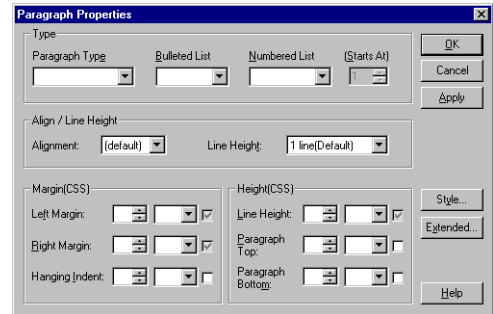 Paragraph Properties
Type
Paragraph Type
Bulleted List
Numbered List
(Starts At)
1
OK
Cancel
Apply
Align / Line Height
Alignment: (default)
Line Height: 1 line(Default)
Margin(CSS)
Left Margin:
Right Margin:
Hanging Indent:
Height(CSS)
Line Height:
Paragraph
Top:
Paragraph
Bottom:
Style...
Extended...
Help